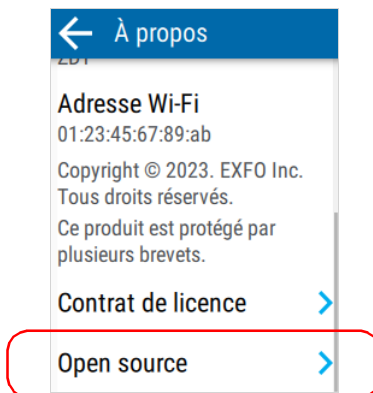 À propos
Adresse Wi-Fi
01:23:45:67:89:ab
Copyright © 2023. EXFO Inc.
Tous droits réservés.
Ce produit est protégé par
plusieurs brevets.
Contrat de licence
Open source